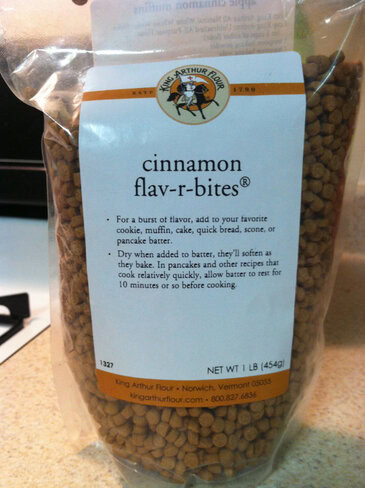 apple cinnamon muffins
KING ARTHUR FLOUR
ESTD 1790
cinnamon
flav-r-bites®
• For a burst of flavor, add to your favorite
cookie, muffin, cake, quick bread, scone, or
pancake batter.
• Dry when added to batter, they'll soften as
they bake. In pancakes and other recipes that
cook relatively quickly, allow batter to rest for
10 minutes or so before cooking.
1327
NET WT 1 LB (454g)
King Arthur Flour • Norwich, Vermont 05055
kingarthurflour.com • 800.827.6836